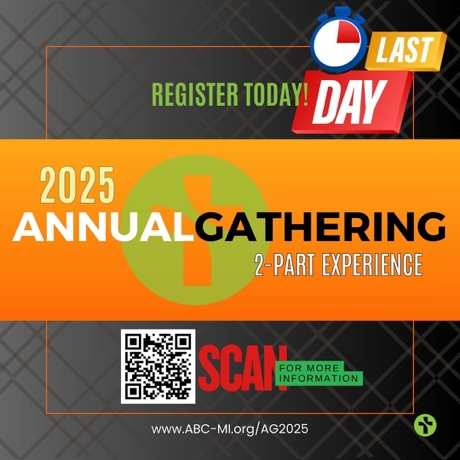 LAST
REGISTER TODAY! DAY
2025
ANNUALGATHERING
2-PART EXPERIENCE
SCAN FOR MORE
INFORMATION
www.ABC-MI.org/AG2025